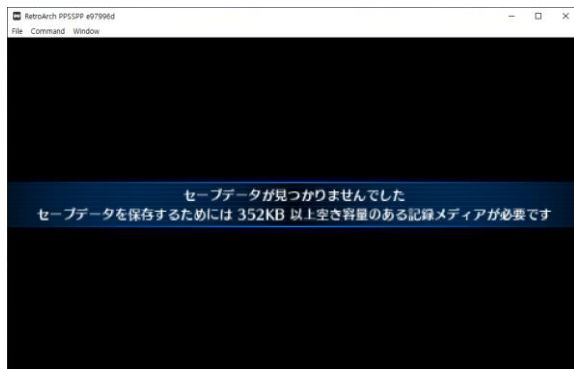 RetroArch PPSSPP e97996d
File Command Window
セーブデータが見つかりませんでした
セーブデータを保存するためには 352KB 以上空き容量のある記録メディアが必要です